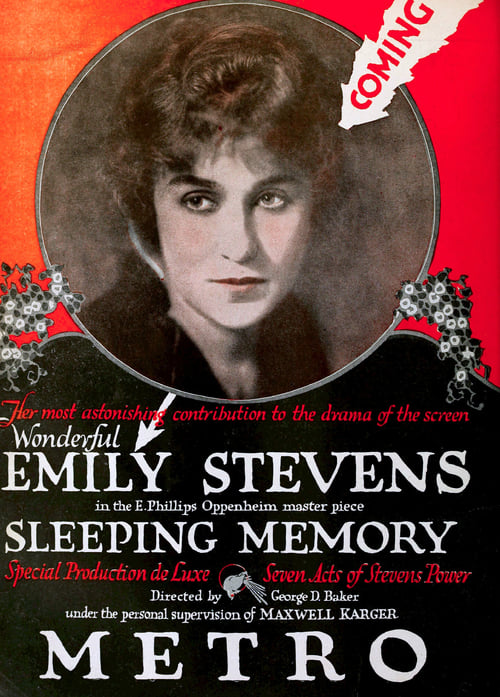 COMING
Her most astonishing contribution to the drama of the screen
Wonderful
EMILY STEVENS
in the E. Phillips Oppenheim master piece
SLEEPING MEMORY
Special Production de Luxe Seven Acts of Stevens Power
Directed by George D. Baker
under the personal supervision of MAXWELL KARGER
METRO